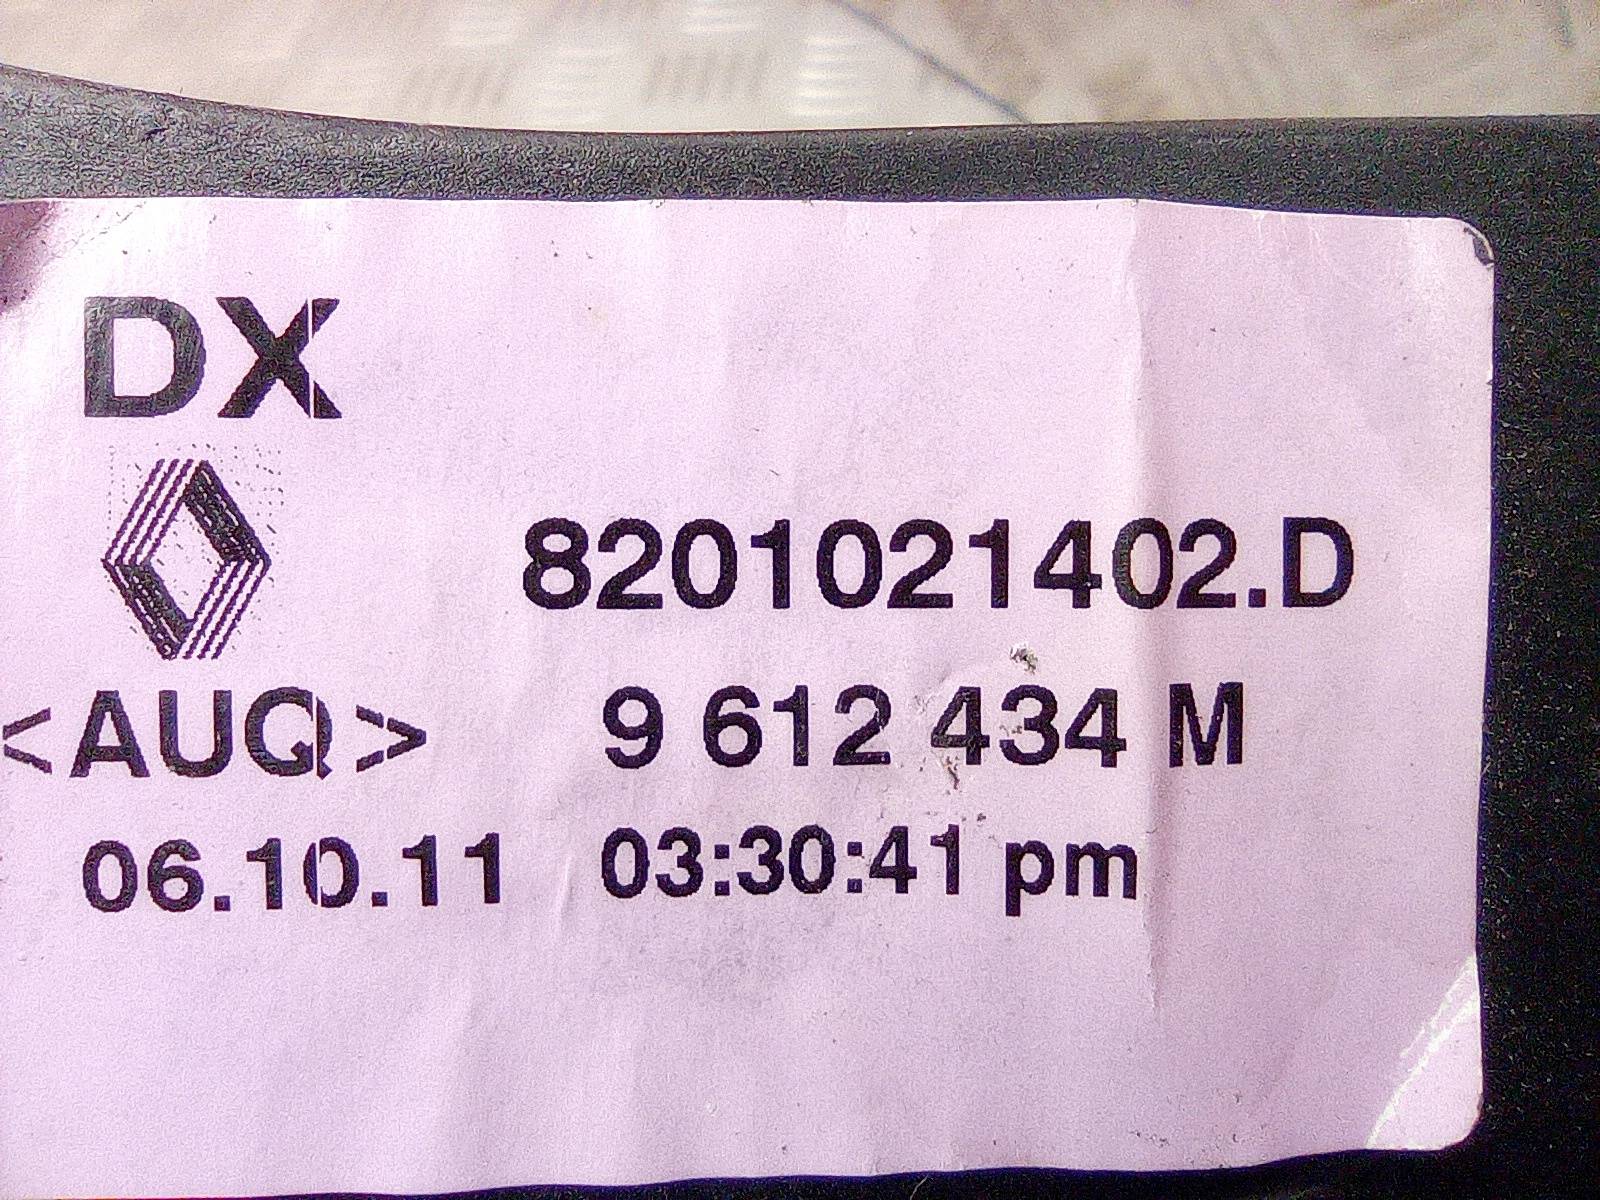 DX
8201021402.D
<AUQ> 9 612 434 M
06.10.11 03:30:41 pm